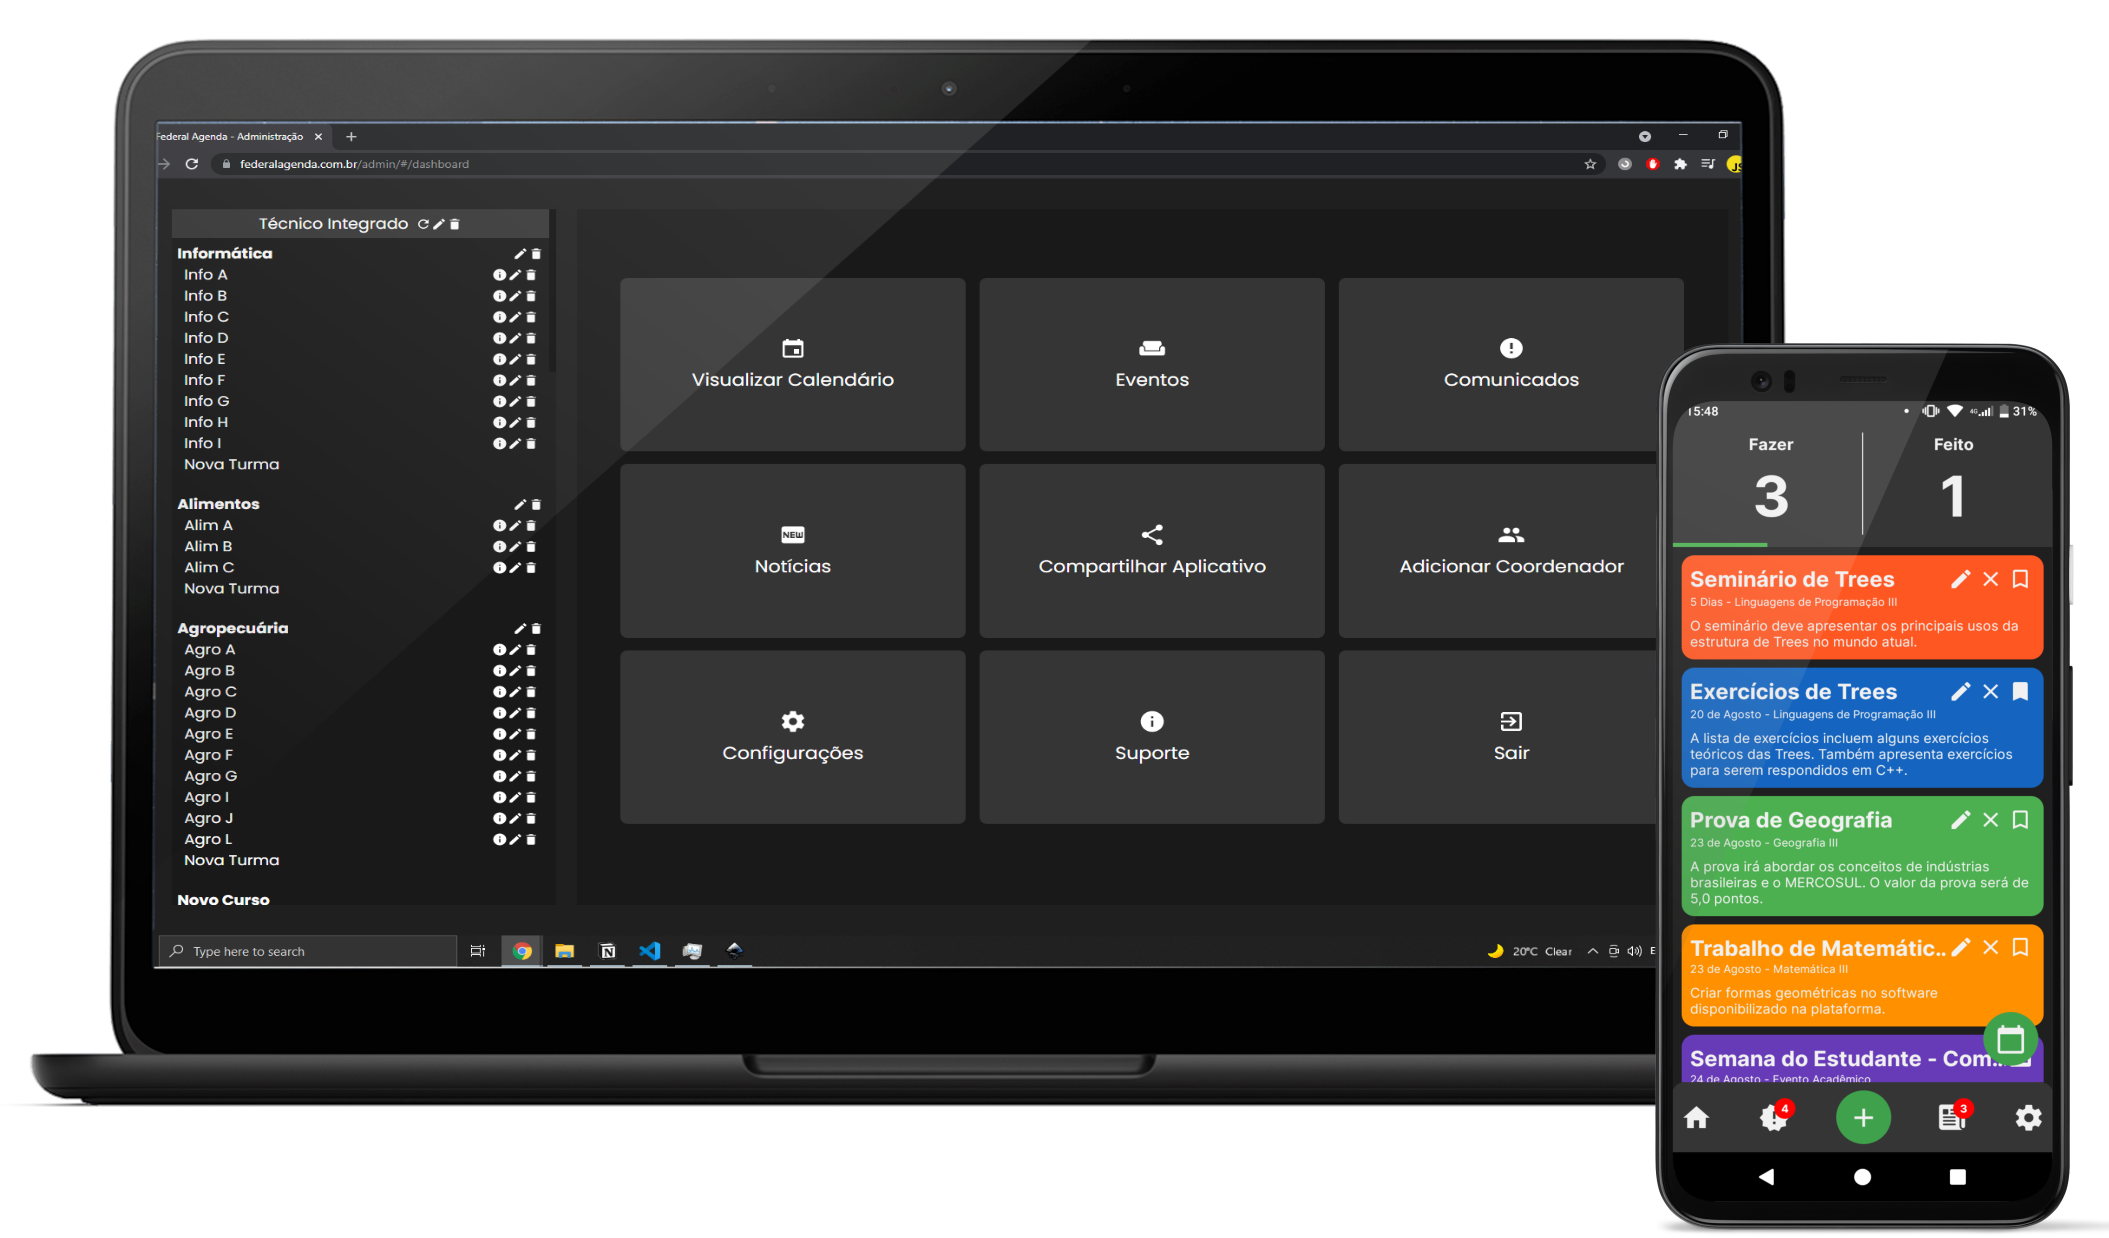 Federal Agenda - Administração
federalagenda.com.br/admin/#/dashboard
JS
Técnico Integrado
Informática
Info A
Info B
Info C
Info D
Info E
Info F
Info G
Info H
Info I
Nova Turma
Alimentos
Alim A
Alim B
Alim C
Nova Turma
Agropecuária
Agro A
Agro B
Agro C
Agro D
Agro E
Agro F
Agro G
Agro I
Agro J
Agro L
Nova Turma
Novo Curso
Visualizar Calendário
Eventos
Comunicados
NEW
Notícias
Compartilhar Aplicativo
Adicionar Coordenador
Configurações
Suporte
Sair
Type here to search
20°C Clear
15:48
4G
31%
Fazer
3
Feito
1
Seminário de Trees
5 Dias - Linguagens de Programação III
O seminário deve apresentar os principais usos da
estrutura de Trees no mundo atual.
Exercícios de Trees
20 de Agosto - Linguagens de Programação III
A lista de exercícios incluem alguns exercícios
teóricos das Trees. Também apresenta exercícios
para serem respondidos em C++.
Prova de Geografia
23 de Agosto - Geografia III
A prova irá abordar os conceitos de indústrias
brasileiras e o MERCOSUL. O valor da prova será de
5,0 pontos.
Trabalho de Matemátic..
23 de Agosto - Matemática III
Criar formas geométricas no software
disponibilizado na plataforma.
Semana do Estudante - Com...
24 de Agosto - Evento Acadêmico
4
3